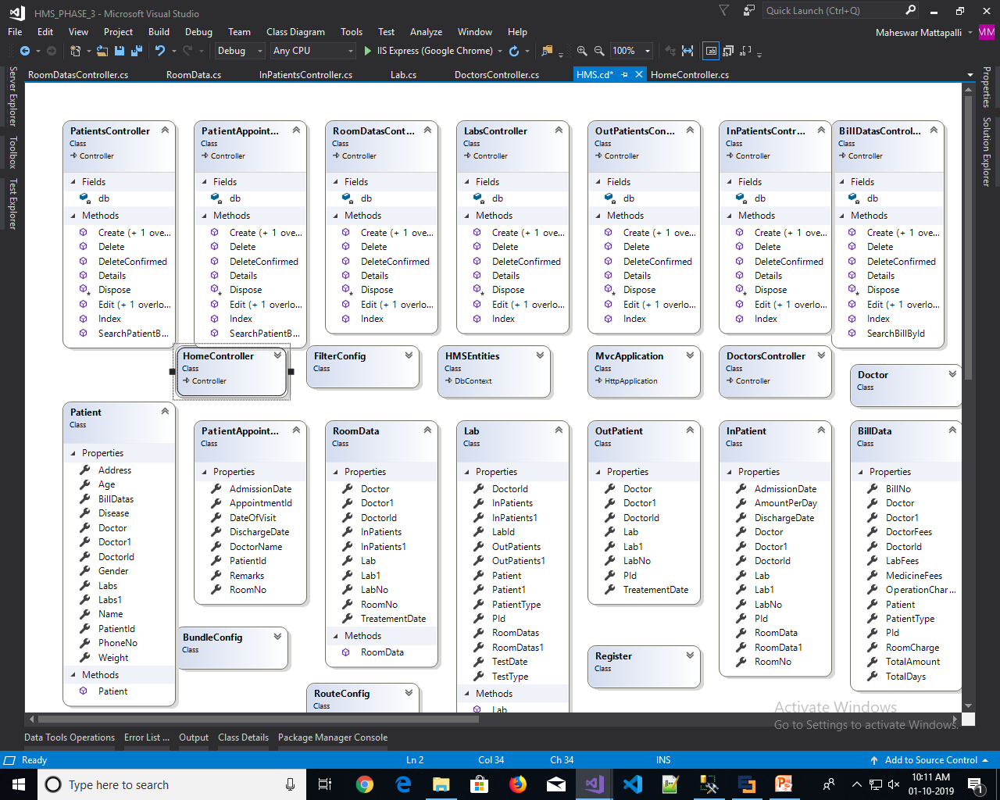 HMS_PHASE_3 - Microsoft Visual Studio
Quick Launch (Ctrl+Q)
File Edit View Project Build Debug Team Class Diagram Tools Test Analyze Window Help
Maheswar Mattapalli
MM
Debug
Any CPU
IIS Express (Google Chrome)
100%
RoomDatasController.cs RoomData.cs InPatientsController.cs Lab.cs DoctorsController.cs HMS.cd* HomeController.cs
Server Explorer
Toolbox
Test Explorer
Properties
Solution Explorer
PatientsController
Class
Controller
Fields
db
Methods
Create (+ 1 ove...
Delete
DeleteConfirmed
Details
Dispose
Edit (+ 1 overlo...
Index
SearchPatientB...
PatientAppoint...
Class
Controller
Fields
db
Methods
Create (+ 1 ove...
Delete
DeleteConfirmed
Details
Dispose
Edit (+ 1 overlo...
Index
SearchPatientB...
RoomDatasCont...
Class
Controller
Fields
db
Methods
Create (+ 1 ove...
Delete
DeleteConfirmed
Details
Dispose
Edit (+ 1 overlo...
Index
LabsController
Class
Controller
Fields
db
Methods
Create (+ 1 ove...
Delete
DeleteConfirmed
Details
Dispose
Edit (+ 1 overlo...
Index
OutPatientsCon...
Class
Controller
Fields
db
Methods
Create (+ 1 ove...
Delete
DeleteConfirmed
Details
Dispose
Edit (+ 1 overlo...
Index
InPatientsContr...
Class
Controller
Fields
db
Methods
Create (+ 1 ove...
Delete
DeleteConfirmed
Details
Dispose
Edit (+ 1 overlo...
Index
BillDatasControl...
Class
Controller
Fields
db
Methods
Create (+ 1 ove...
Delete
DeleteConfirmed
Details
Dispose
Edit (+ 1 overlo...
Index
SearchBillById
HomeController
Class
Controller
FilterConfig
Class
HMSEntities
Class
DbContext
MvcApplication
Class
HttpApplication
DoctorsController
Class
Controller
Doctor
Class
Patient
Class
Properties
Address
Age
BillDatas
Disease
Doctor
Doctor1
DoctorId
Gender
Labs
Labs1
Name
PatientId
PhoneNo
Weight
Methods
Patient
PatientAppoint...
Class
Properties
AdmissionDate
AppointmentId
DateOfVisit
DischargeDate
DoctorName
PatientId
Remarks
RoomNo
RoomData
Class
Properties
Doctor
Doctor1
DoctorId
InPatients
InPatients1
Lab
Lab1
LabNo
RoomNo
TreatementDate
Methods
RoomData
Lab
Class
Properties
DoctorId
InPatients
InPatients1
LabId
OutPatients
OutPatients1
Patient
Patient1
PatientType
PId
RoomDatas
RoomDatas1
TestDate
TestType
Methods
Lab
OutPatient
Class
Properties
Doctor
Doctor1
DoctorId
Lab
Lab1
LabNo
PId
TreatementDate
InPatient
Class
Properties
AdmissionDate
AmountPerDay
DischargeDate
Doctor
Doctor1
DoctorId
Lab
Lab1
LabNo
PId
RoomData
RoomData1
RoomNo
BillData
Class
Properties
BillNo
Doctor
Doctor1
DoctorFees
DoctorId
LabFees
MedicineFees
OperationChar...
Patient
PatientType
PId
RoomCharge
TotalAmount
TotalDays
BundleConfig
Class
RouteConfig
Class
Register
Class
Activate Windows
Go to Settings to activate Windows.
Data Tools Operations Error List ... Output Class Details Package Manager Console
Ready Ln 2 Col 34 Ch 34 INS Add to Source Control
Type here to search
10:11 AM
01-10-2019
1